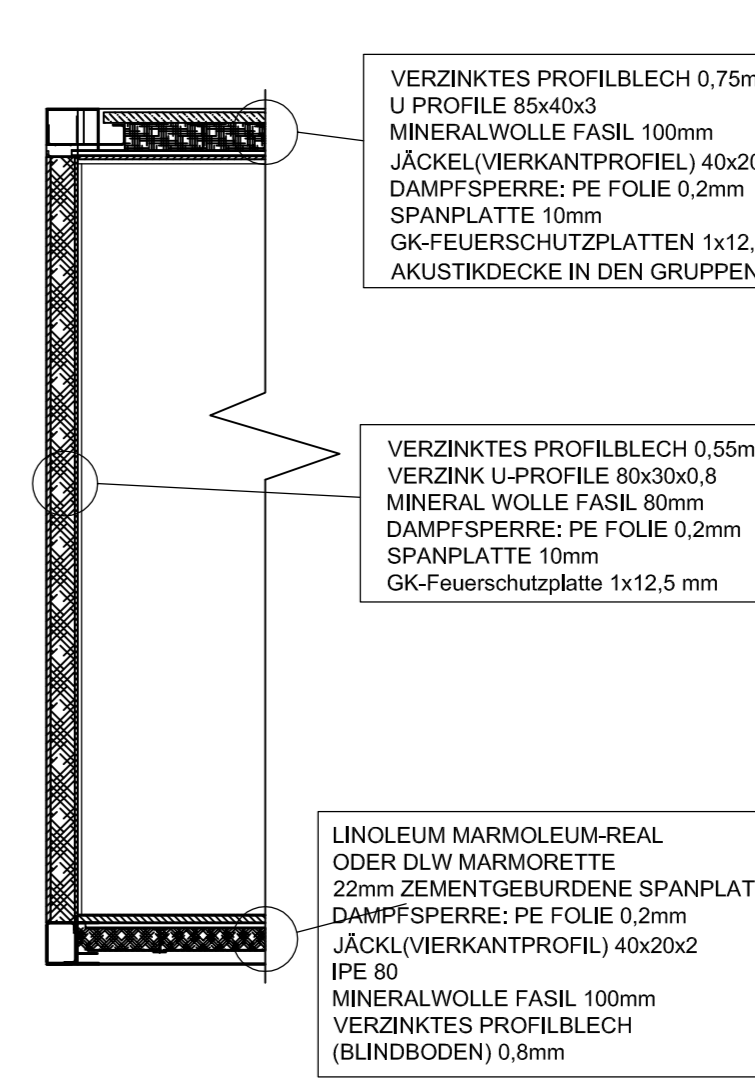 VERZINKTES PROFILBLECH 0,75m
U PROFILE 85x40x3
MINERALWOLLE FASIL 100mm
JÄCKEL(VIERKANTPROFIEL) 40x20
DAMPFSPERRE: PE FOLIE 0,2mm
SPANPLATTE 10mm
GK-FEUERSCHUTZPLATTEN 1x12,
AKUSTIKDECKE IN DEN GRUPPEN
VERZINKTES PROFILBLECH 0,55m
VERZINK U-PROFILE 80x30x0,8
MINERAL WOLLE FASIL 80mm
DAMPFSPERRE: PE FOLIE 0,2mm
SPANPLATTE 10mm
GK-Feuerschutzplatte 1x12,5 mm
LINOLEUM MARMOLEUM-REAL
ODER DLW MARMORETTE
22mm ZEMENTGEBURDENE SPANPLAT
DAMPFSPERRE: PE FOLIE 0,2mm
JÄCKL(VIERKANTPROFIL) 40x20x2
IPE 80
MINERALWOLLE FASIL 100mm
VERZINKTES PROFILBLECH
(BLINDBODEN) 0,8mm